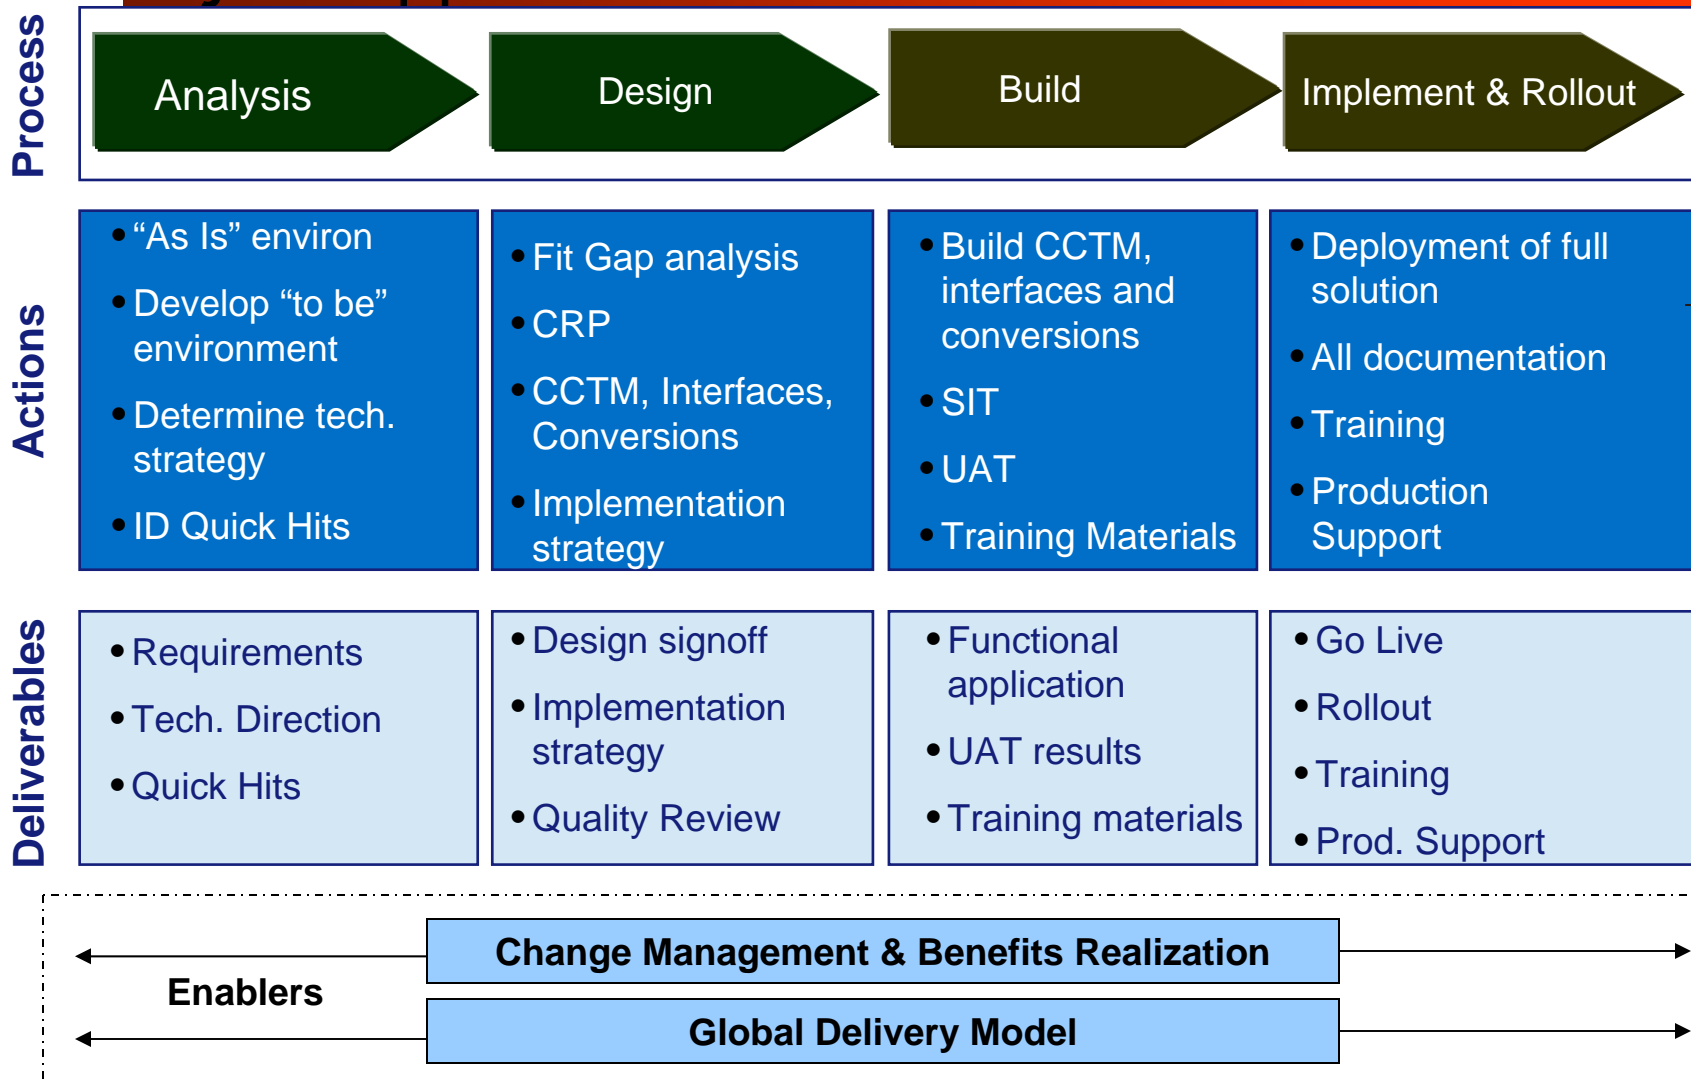 Process
Analysis
Design
Build
Implement & Rollout
Actions
• “As Is” environ
• Develop “to be”
environment
• Determine tech.
strategy
• ID Quick Hits
• Fit Gap analysis
• CRP
• CCTM, Interfaces,
Conversions
• Implementation
strategy
• Build CCTM,
interfaces and
conversions
• SIT
• UAT
• Training Materials
• Deployment of full
solution
• All documentation
• Training
• Production
Support
Deliverables
• Requirements
• Tech. Direction
• Quick Hits
• Design signoff
• Implementation
strategy
• Quality Review
• Functional
application
• UAT results
• Training materials
• Go Live
• Rollout
• Training
• Prod. Support
Change Management & Benefits Realization
Enablers
Global Delivery Model